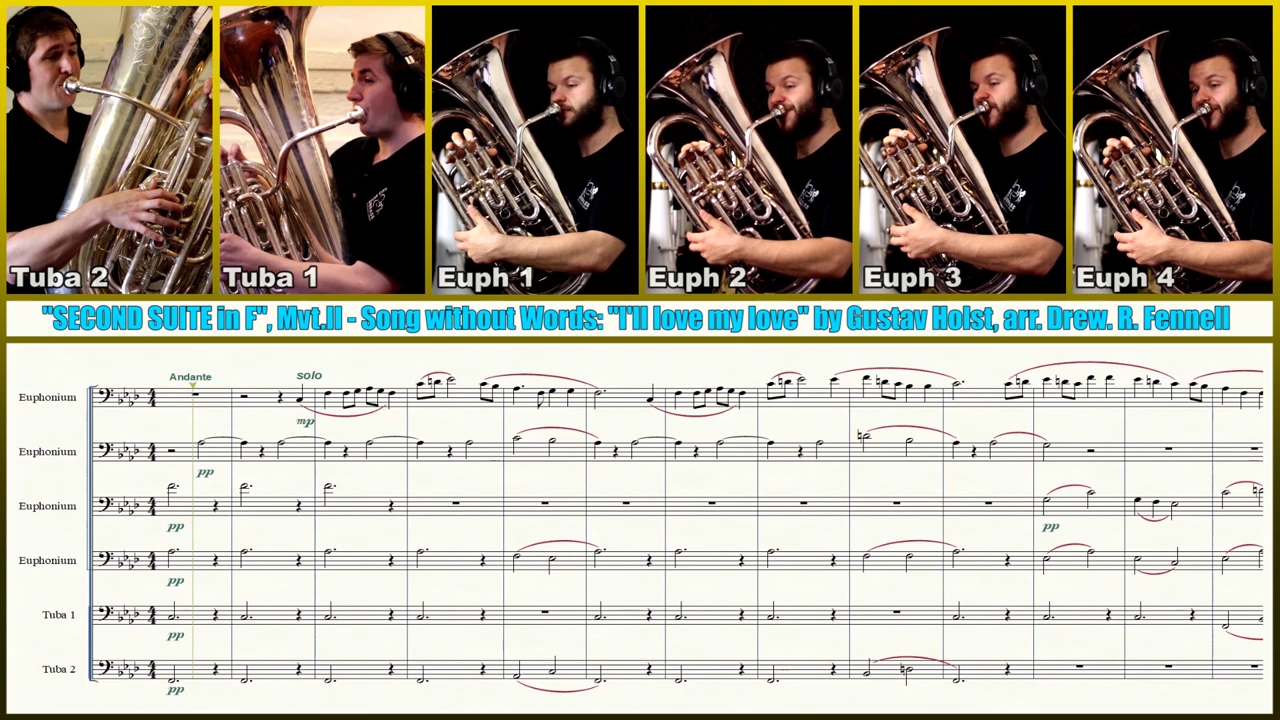 Tuba 2
Tuba 1
Euph 1
Euph 2
Euph 3
Euph 4
"SECOND SUITE in F", Mvt.II - Song without Words: "I'll love my love" by Gustav Holst, arr. Drew. R. Fennell
Andante
solo
Euphonium
mp
Euphonium
pp
Euphonium
pp
pp
Euphonium
pp
Tuba 1
pp
Tuba 2
pp